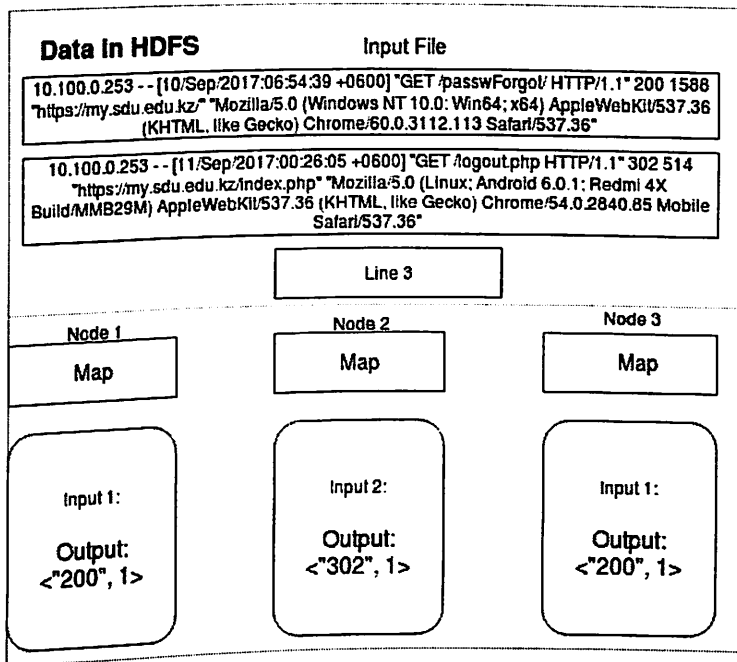 Data in HDFS
Input File
10.100.0.253 - - [10/Sep/2017:06:54:39 +0600] "GET /passwForgot/ HTTP/1.1" 200 1588
"https://my.sdu.edu.kz/" "Mozilla/5.0 (Windows NT 10.0; Win64; x64) AppleWebKit/537.36
(KHTML, like Gecko) Chrome/60.0.3112.113 Safari/537.36"
10.100.0.253 - - [11/Sep/2017:00:26:05 +0600] "GET /logout.php HTTP/1.1" 302 514
"https://my.sdu.edu.kz/index.php" "Mozilla/5.0 (Linux; Android 6.0.1; Redmi 4X
Build/MMB29M) AppleWebKit/537.36 (KHTML, like Gecko) Chrome/54.0.2840.85 Mobile
Safari/537.36"
Line 3
Node 1
Map
Input 1:
Output:
<"200", 1>
Node 2
Map
Input 2:
Output:
<"302", 1>
Node 3
Map
Input 1:
Output:
<"200", 1>